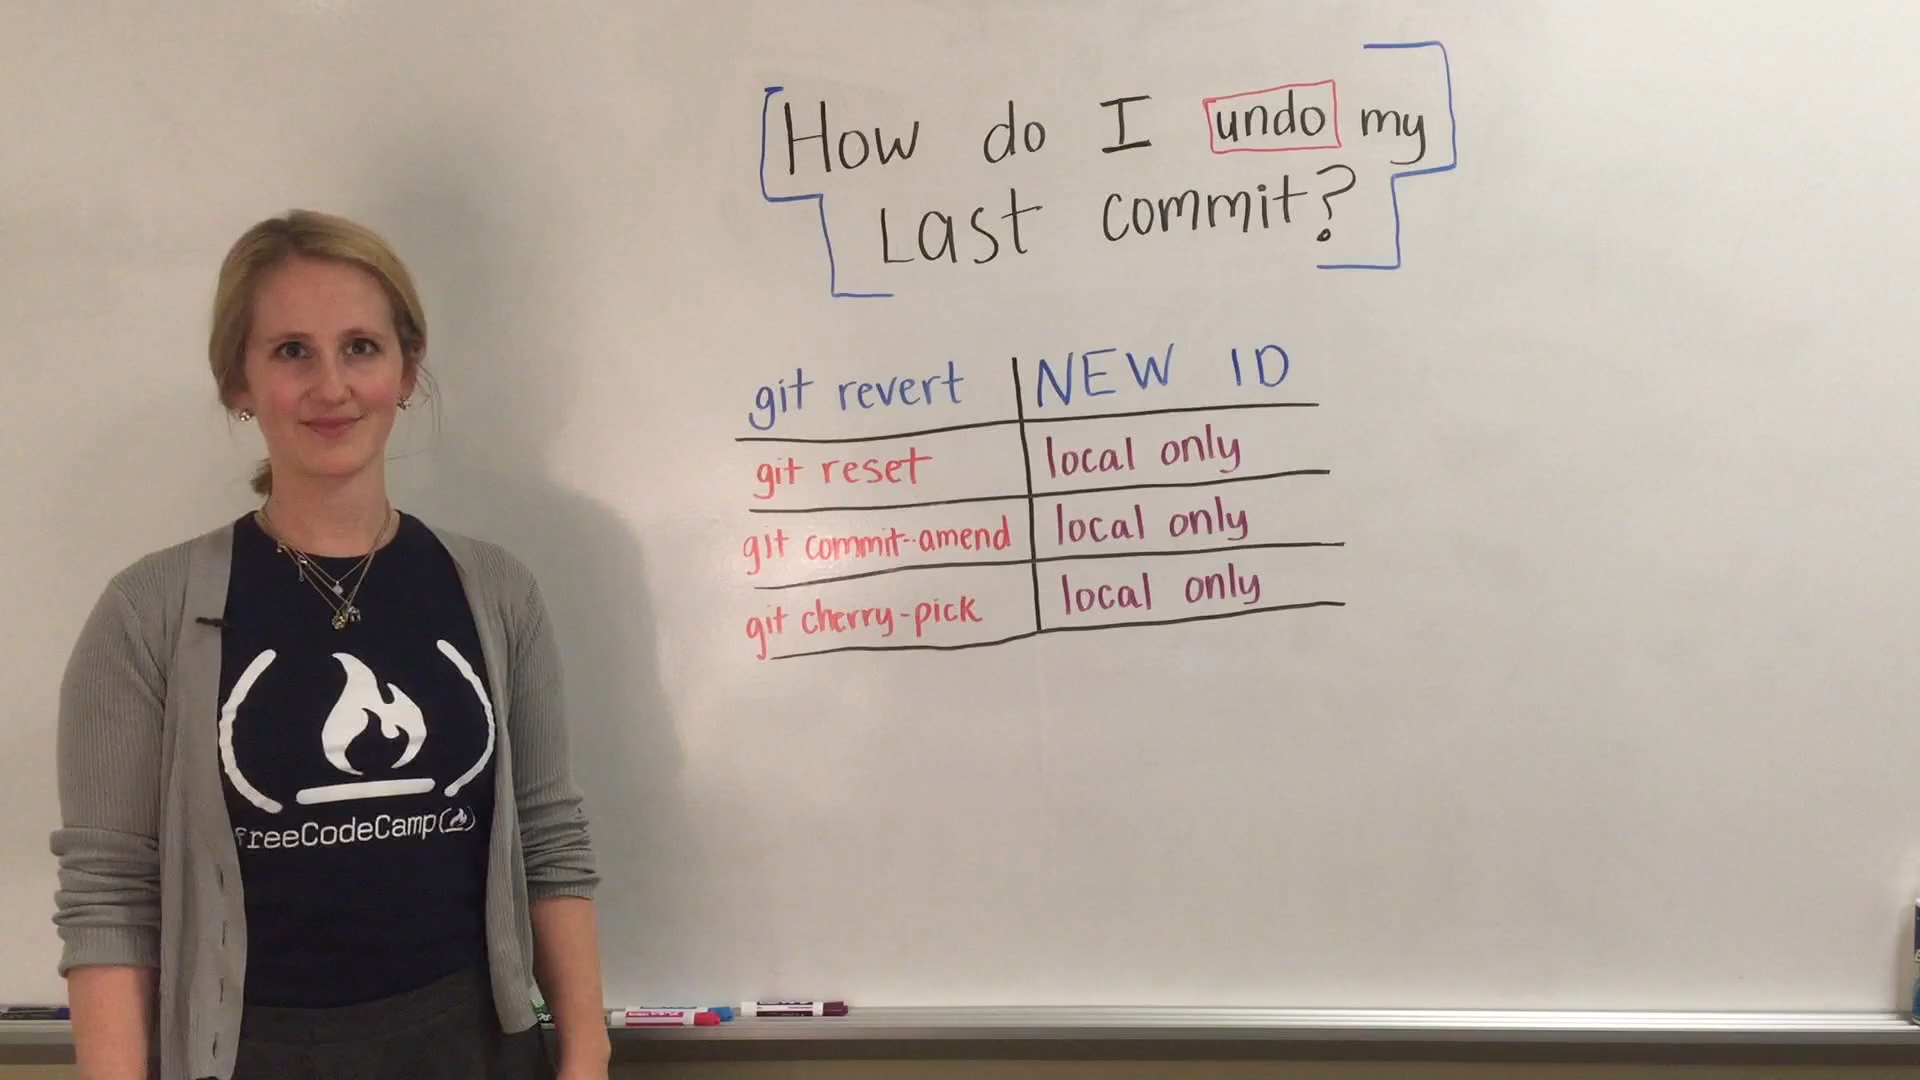 How do I undo my
Last commit?
git revert NEW ID
git reset local only
git commit--amend local only
git cherry-pick local only
freeCodeCamp